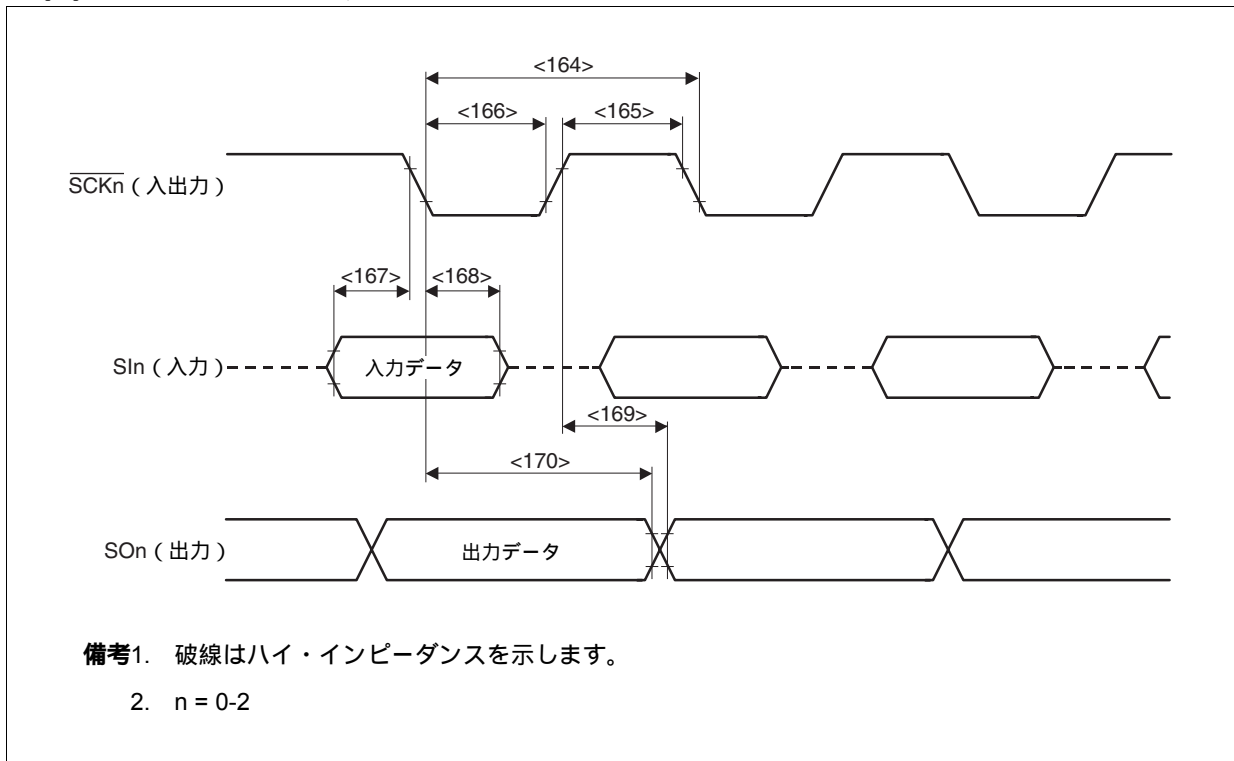 <164>
<166>
<165>
SCKn（入出力）
<167>
<168>
SIn（入力）
入力データ
<169>
<170>
SOn（出力）
出力データ
備考1. 破線はハイ・インピーダンスを示します。
2. n = 0-2